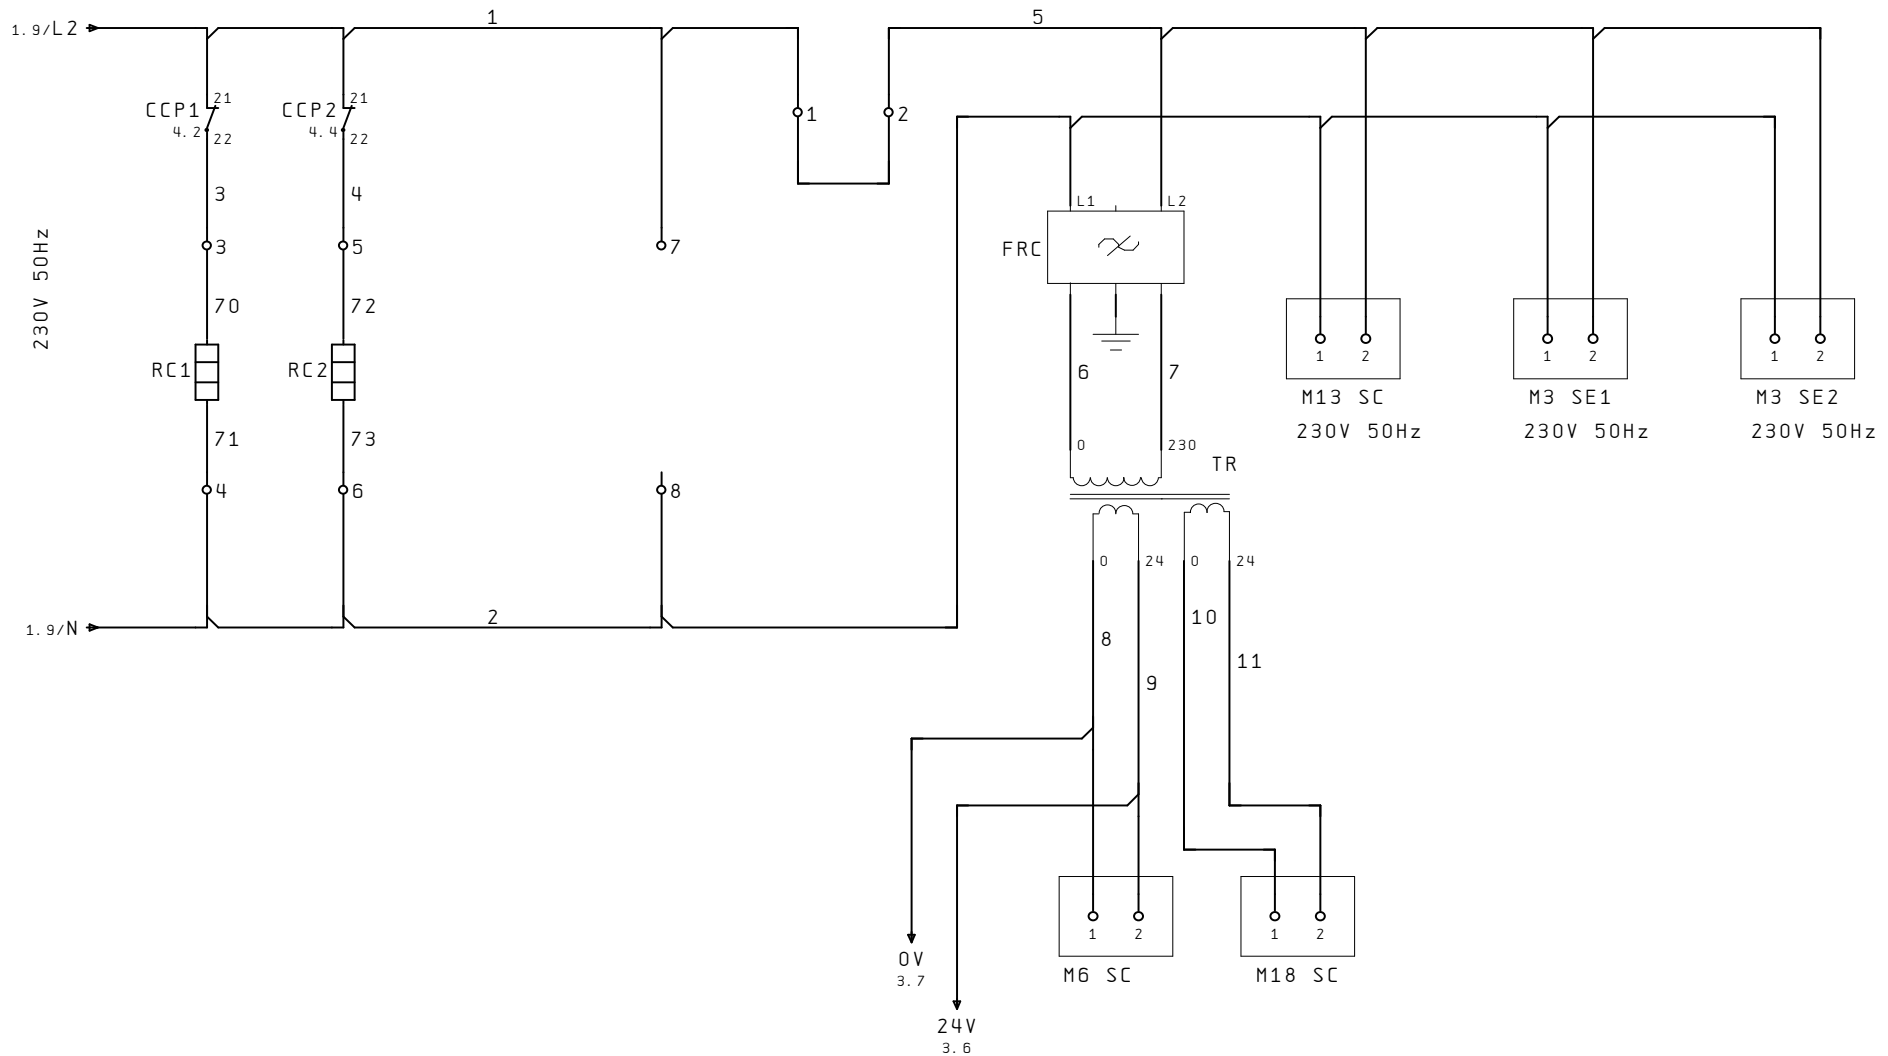 1 5
1.9/L2
CCP1 21 CCP2 21
4.2 22 4.4 22
1 2
3 4
L1 L2
230V 50Hz
3 5 7
FRC
70 72
RC1 RC2
6 7
1 2 1 2 1 2
M13 SC M3 SE1 M3 SE2
230V 50Hz 230V 50Hz 230V 50Hz
71 73
0 230
TR
4 6 8
0 24 0 24
1.9/N
2
10
8
11
9
1 2 1 2
0V
3.7
M6 SC M18 SC
24V
3.6